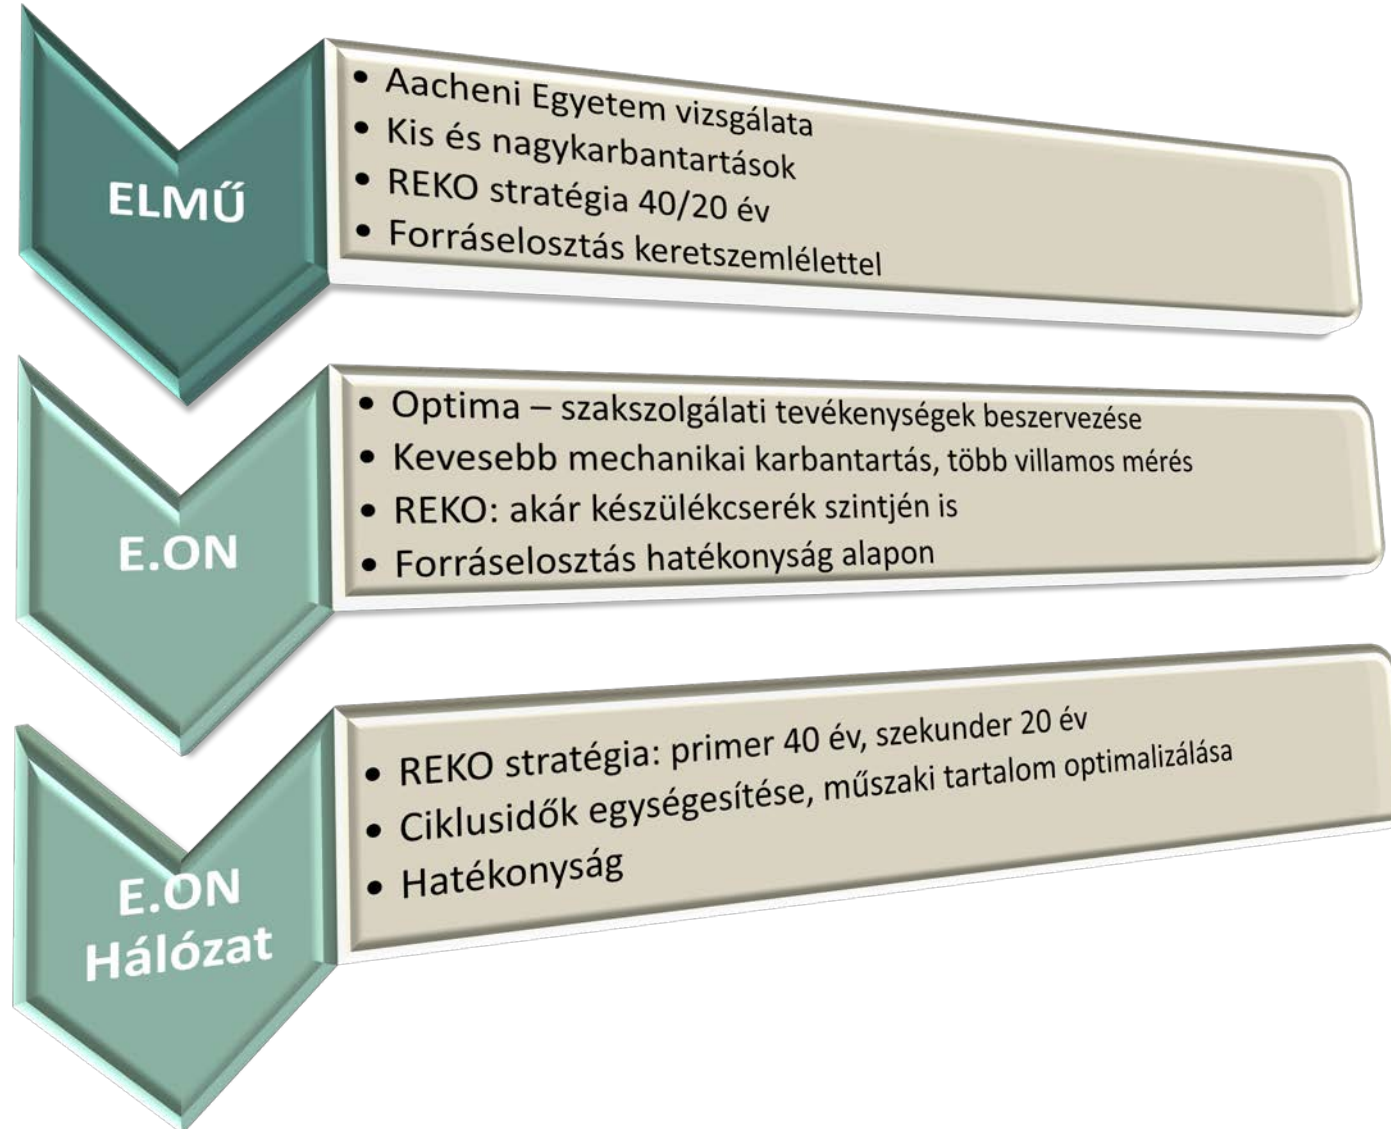 ELMŰ
• Aacheni Egyetem vizsgálata
• Kis és nagykarbantartások
• REKO stratégia 40/20 év
• Forráselosztás keretszemlélettel
E.ON
• Optima – szakszolgálati tevékenységek beszervezése
• Kevesebb mechanikai karbantartás, több villamos mérés
• REKO: akár készülékcserék szintjén is
• Forráselosztás hatékonyság alapon
E.ON
Hálózat
• REKO stratégia: primer 40 év, szekunder 20 év
• Ciklusidők egységesítése, műszaki tartalom optimalizálása
• Hatékonyság